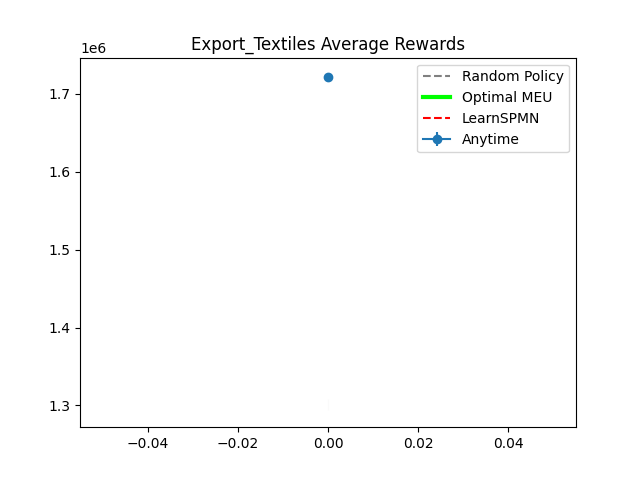 Export_Textiles Average Rewards
1e6
1.7
1.6
1.5
1.4
1.3
−0.04
−0.02
0.00
0.02
0.04
Random Policy
Optimal MEU
LearnSPMN
Anytime